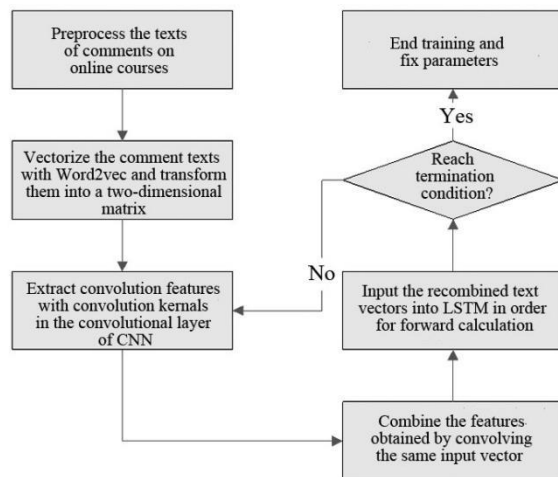 Preprocess the texts
of comments on
online courses
Vectorize the comment texts
with Word2vec and transform
them into a two-dimensional
matrix
Extract convolution features
with convolution kernals
in the convolutional layer
of CNN
Combine the features
obtained by convolving
the same input vector
Input the recombined text
vectors into LSTM in order
for forward calculation
Reach
termination
condition?
No
Yes
End training and
fix parameters